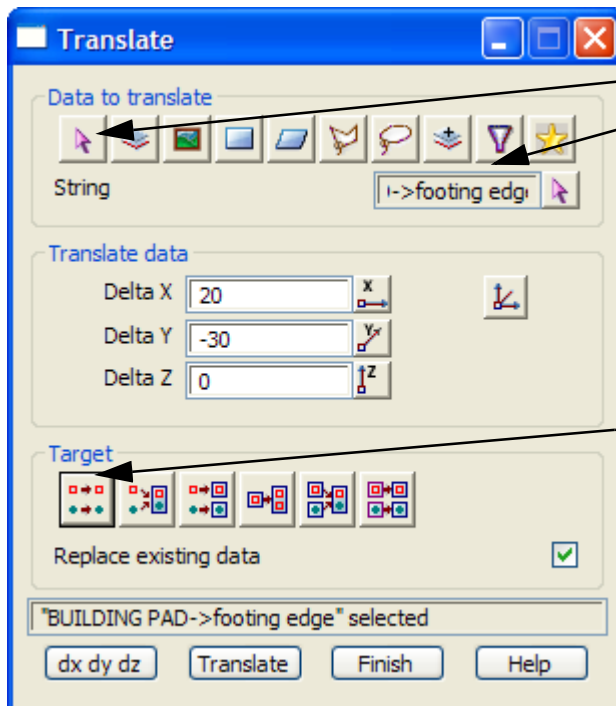 Translate
Data to translate
String
->footing edg
Translate data
Delta X 20
X
Delta Y -30
Y
Delta Z 0
Z
Target
Replace existing data
"BUILDING PAD->footing edge" selected
dx dy dz Translate Finish Help